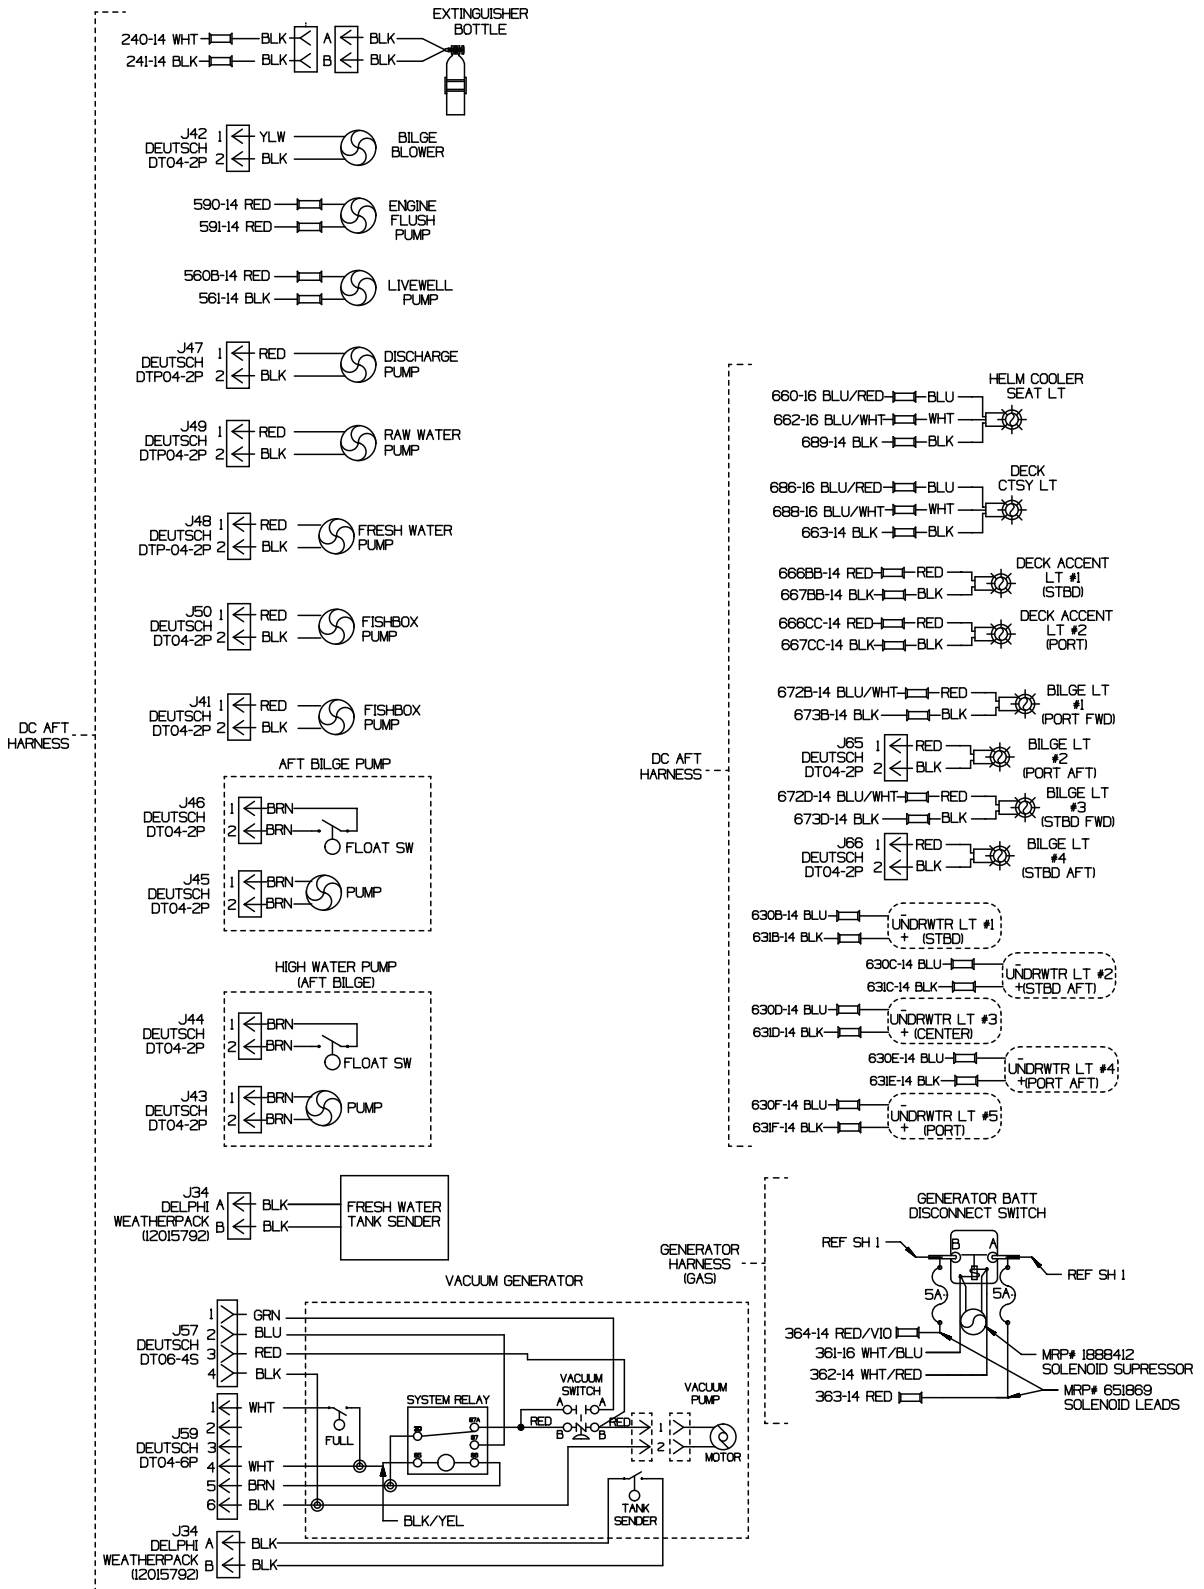 EXTINGUISHER
BOTTLE
240-14 WHT BLK A BLK
241-14 BLK BLK B BLK
J42
DEUTSCH
DT04-2P
1 YLW
2 BLK
BILGE
BLOWER
590-14 RED
591-14 RED
ENGINE
FLUSH
PUMP
560B-14 RED
561-14 BLK
LIVEWELL
PUMP
J47
DEUTSCH
DTP04-2P
1 RED
2 BLK
DISCHARGE
PUMP
J49
DEUTSCH
DTP04-2P
1 RED
2 BLK
RAW WATER
PUMP
J48
DEUTSCH
DTP-04-2P
1 RED
2 BLK
FRESH WATER
PUMP
J50
DEUTSCH
DT04-2P
1 RED
2 BLK
FISHBOX
PUMP
J41
DEUTSCH
DT04-2P
1 RED
2 BLK
FISHBOX
PUMP
DC AFT
HARNESS
AFT BILGE PUMP
J46
DEUTSCH
DT04-2P
1 BRN
2 BRN
FLOAT SW
J45
DEUTSCH
DT04-2P
1 BRN
2 BRN
PUMP
HIGH WATER PUMP
(AFT BILGE)
J44
DEUTSCH
DT04-2P
1 BRN
2 BRN
FLOAT SW
J43
DEUTSCH
DT04-2P
1 BRN
2 BRN
PUMP
J34
DELPHI
WEATHERPACK
(12015792)
A BLK
B BLK
FRESH WATER
TANK SENDER
VACUUM GENERATOR
J57
DEUTSCH
DT06-4S
1 GRN
2 BLU
3 RED
4 BLK
J59
DEUTSCH
DT04-6P
1 WHT
2
3
4 WHT
5 BRN
6 BLK
FULL
SYSTEM RELAY
30
87A
87
85
86
VACUUM
SWITCH
A A
RED B B RED
1
2
VACUUM
PUMP
MOTOR
TANK
SENDER
BLK/YEL
J34
DELPHI
WEATHERPACK
(12015792)
A BLK
B BLK
DC AFT
HARNESS
HELM COOLER
SEAT LT
660-16 BLU/RED BLU
662-16 BLU/WHT WHT
689-14 BLK BLK
DECK
CTSY LT
686-16 BLU/RED BLU
688-16 BLU/WHT WHT
663-14 BLK BLK
666BB-14 RED RED
667BB-14 BLK BLK
DECK ACCENT
LT #1
(STBD)
666CC-14 RED RED
667CC-14 BLK BLK
DECK ACCENT
LT #2
(PORT)
672B-14 BLU/WHT RED
673B-14 BLK BLK
BILGE LT
#1
(PORT FWD)
J65
DEUTSCH
DT04-2P
1 RED
2 BLK
BILGE LT
#2
(PORT AFT)
672D-14 BLU/WHT RED
673D-14 BLK BLK
BILGE LT
#3
(STBD FWD)
J66
DEUTSCH
DT04-2P
1 RED
2 BLK
BILGE LT
#4
(STBD AFT)
630B-14 BLU -
UNDRWTR LT #1
631B-14 BLK + (STBD)
630C-14 BLU -
UNDRWTR LT #2
631C-14 BLK +(STBD AFT)
630D-14 BLU -
UNDRWTR LT #3
631D-14 BLK + (CENTER)
630E-14 BLU -
UNDRWTR LT #4
631E-14 BLK +(PORT AFT)
630F-14 BLU -
UNDRWTR LT #5
631F-14 BLK + (PORT)
GENERATOR
HARNESS
(GAS)
GENERATOR BATT
DISCONNECT SWITCH
REF SH 1 B A
REF SH 1
S
5A 5A
364-14 RED/VIO
361-16 WHT/BLU
362-14 WHT/RED
363-14 RED
MRP# 1888412
SOLENOID SUPRESSOR
MRP# 651869
SOLENOID LEADS